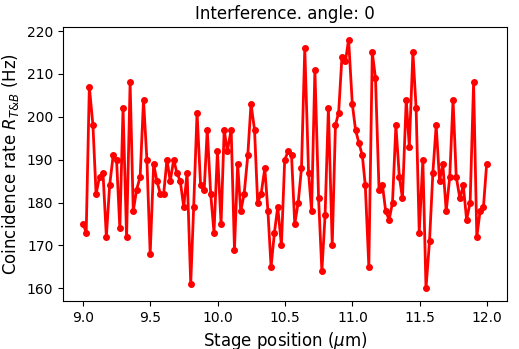 Interference. angle: 0
Coincidence rate R_{T&B} (Hz)
220
210
200
190
180
170
160
9.0 9.5 10.0 10.5 11.0 11.5 12.0
Stage position (μm)